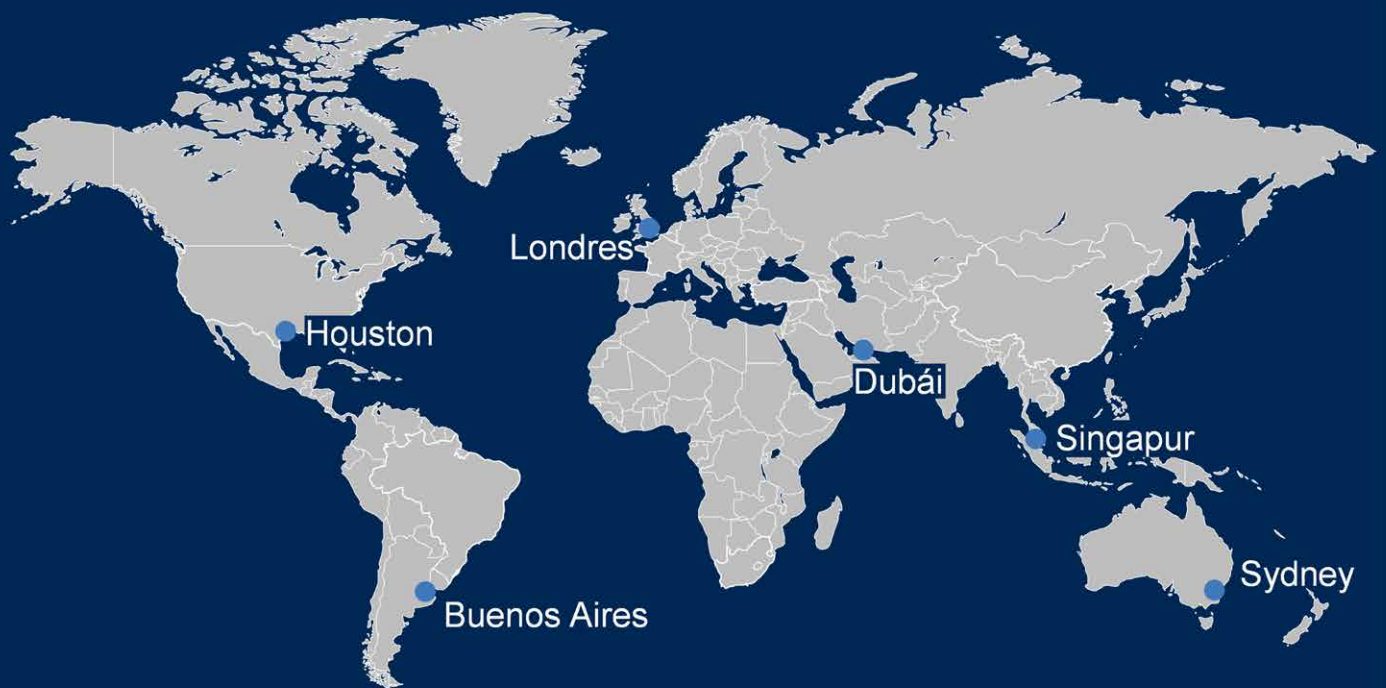 Londres
Houston
Dubái
Singapur
Sydney
Buenos Aires